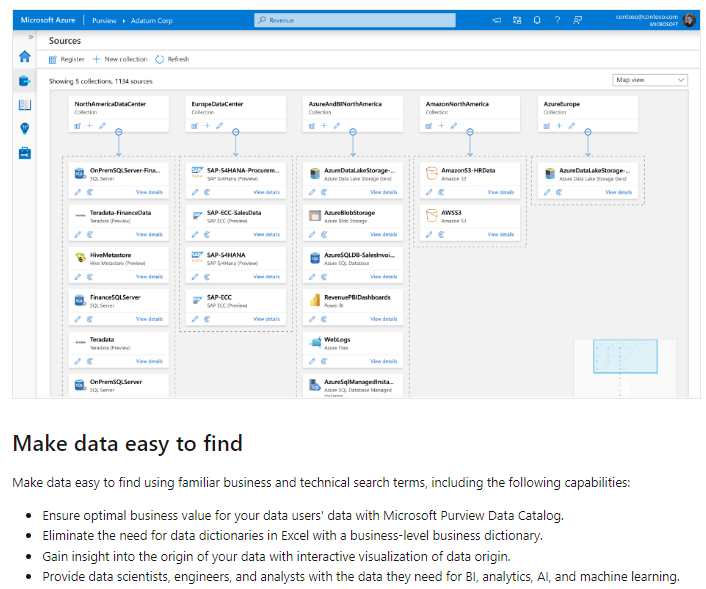 Microsoft Azure Purview › Adatum Corp Revenue contoso@contoso.com
MICROSOFT
Sources
Register New collection Refresh
Showing 5 collections, 1134 sources Map view
NorthAmericaDataCenter
Collection
EuropeDataCenter
Collection
AzureAndBINorthAmerica
Collection
AmazonNorthAmerica
Collection
AzureEurope
Collection
OnPremSQLServer-Fina...
SQL Server
View details
Teradata-FinanceData
Teradata (Preview)
View details
HiveMetastore
Hive Metastore (Preview)
View details
FinanceSQLServer
SQL Server
View details
Teradata
Teradata (Preview)
View details
OnPremSQLServer
SQL Server
SAP-S4HANA-Procurem...
SAP S/4Hana (Preview)
View details
SAP-ECC-SalesData
SAP ECC (Preview)
View details
SAP-S4HANA
SAP S/4Hana (Preview)
View details
SAP-ECC
SAP ECC (Preview)
View details
AzureDataLakeStorage-...
Azure Data Lake Storage Gen2
View details
AzureBlobStorage
Azure Blob Storage
View details
AzureSQLDB-SalesInvoi...
Azure SQL Database
View details
RevenuePBIDashboards
Power BI
View details
WebLogs
Azure Files
View details
AzureSqlManagedInsta...
Azure SQL Database Managed
Instance
AmazonS3-HRData
Amazon S3
View details
AWSS3
Amazon S3
View details
AzureDataLakeStorage-...
Azure Data Lake Storage Gen2
View details
Make data easy to find
Make data easy to find using familiar business and technical search terms, including the following capabilities:
• Ensure optimal business value for your data users' data with Microsoft Purview Data Catalog.
• Eliminate the need for data dictionaries in Excel with a business-level business dictionary.
• Gain insight into the origin of your data with interactive visualization of data origin.
• Provide data scientists, engineers, and analysts with the data they need for BI, analytics, AI, and machine learning.